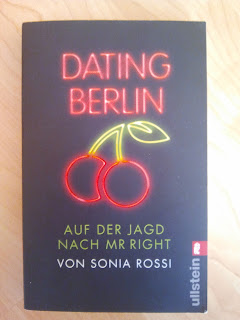 DATING
BERLIN
AUF DER JAGD
NACH MR RIGHT
VON SONIA ROSSI
ullstein